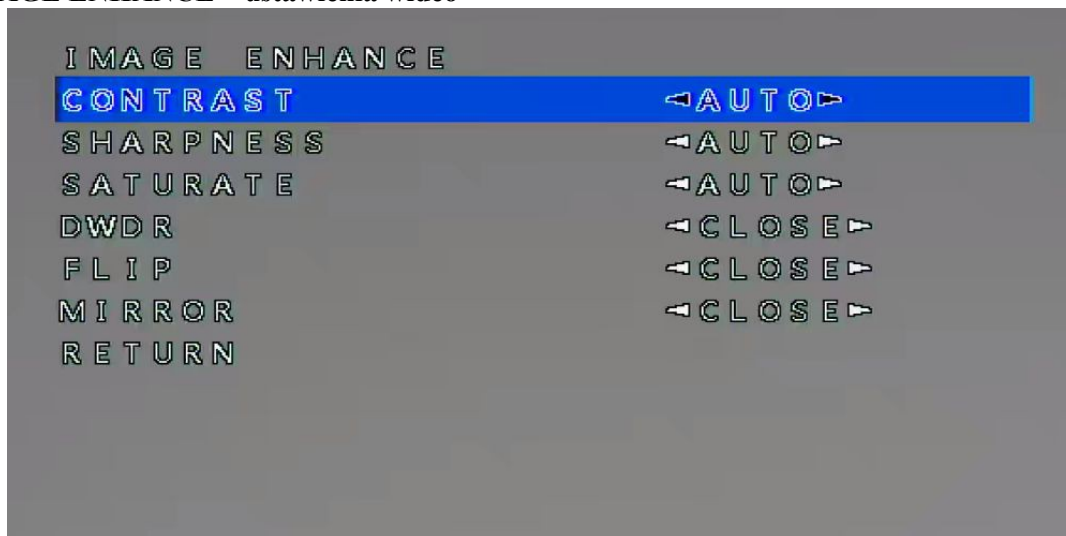 IMAGE ENHANCE
CONTRAST ◄AUTO►
SHARPNESS ◄AUTO►
SATURATE ◄AUTO►
DWDR ◄CLOSE►
FLIP ◄CLOSE►
MIRROR ◄CLOSE►
RETURN